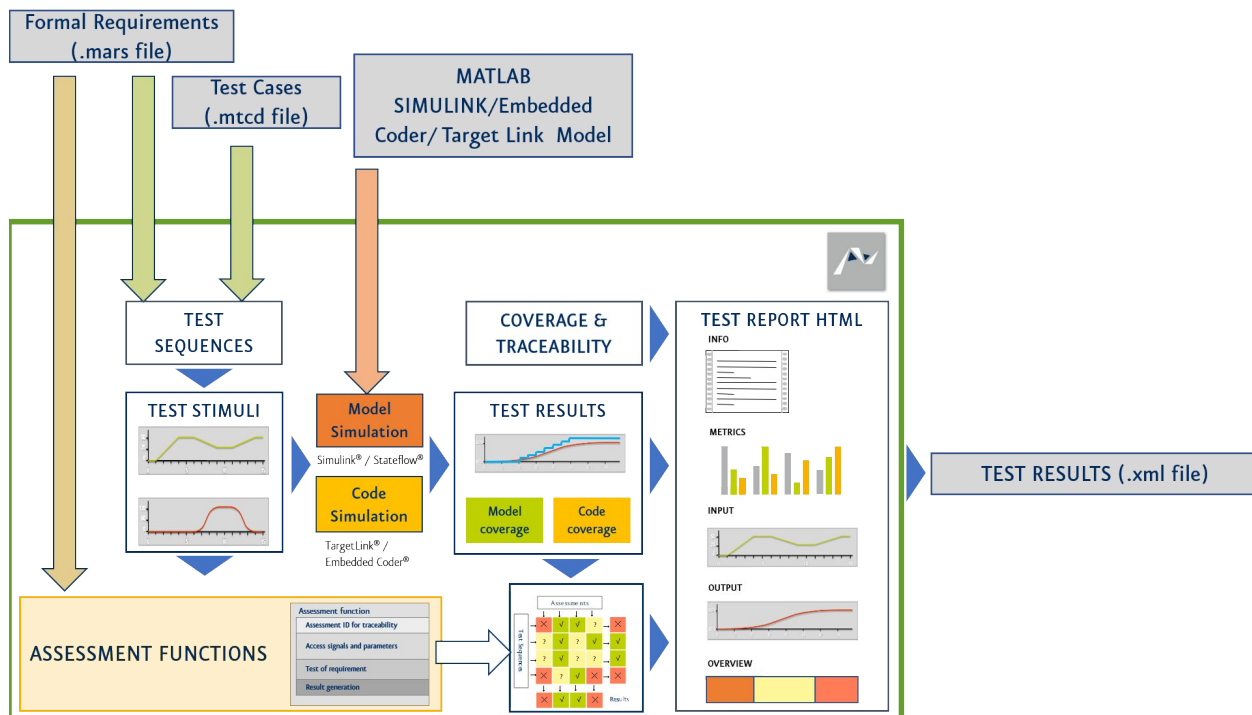 Formal Requirements
(.mars file)
Test Cases
(.mtcd file)
MATLAB
SIMULINK/Embedded
Coder/ Target Link Model
TEST
SEQUENCES
COVERAGE &
TRACEABILITY
TEST REPORT HTML
INFO
TEST STIMULI
Model
Simulation
Simulink® / Stateflow®
Code
Simulation
TargetLink® /
Embedded Coder®
TEST RESULTS
Model
coverage
Code
coverage
METRICS
INPUT
OUTPUT
OVERVIEW
TEST RESULTS (.xml file)
ASSESSMENT FUNCTIONS
Assessment function
Assessment ID for traceability
Access signals and parameters
Test of requirement
Result generation
Assessments
Test Sequences
X √ √ ? X
? √ ? √ √
? √ ? ? √
X ? √ X X
X √ √ X
Results